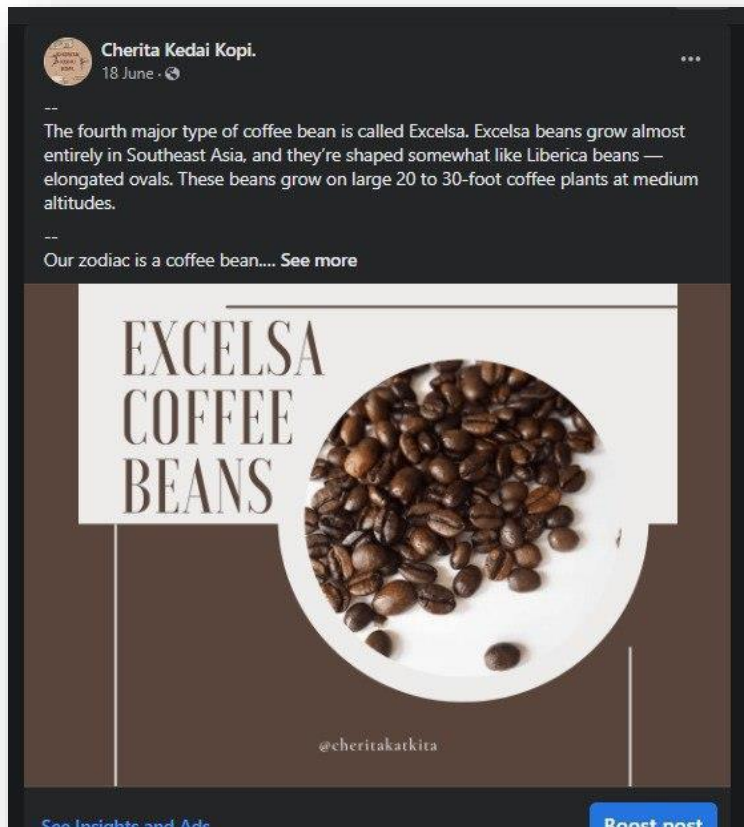 Cherita Kedai Kopi.
18 June ·
--
The fourth major type of coffee bean is called Excelsa. Excelsa beans grow almost
entirely in Southeast Asia, and they're shaped somewhat like Liberica beans —
elongated ovals. These beans grow on large 20 to 30-foot coffee plants at medium
altitudes.
--
Our zodiac is a coffee bean.... See more
EXCELSA
COFFEE
BEANS
@cheritakatkita
See Insights and Ads
Boost post